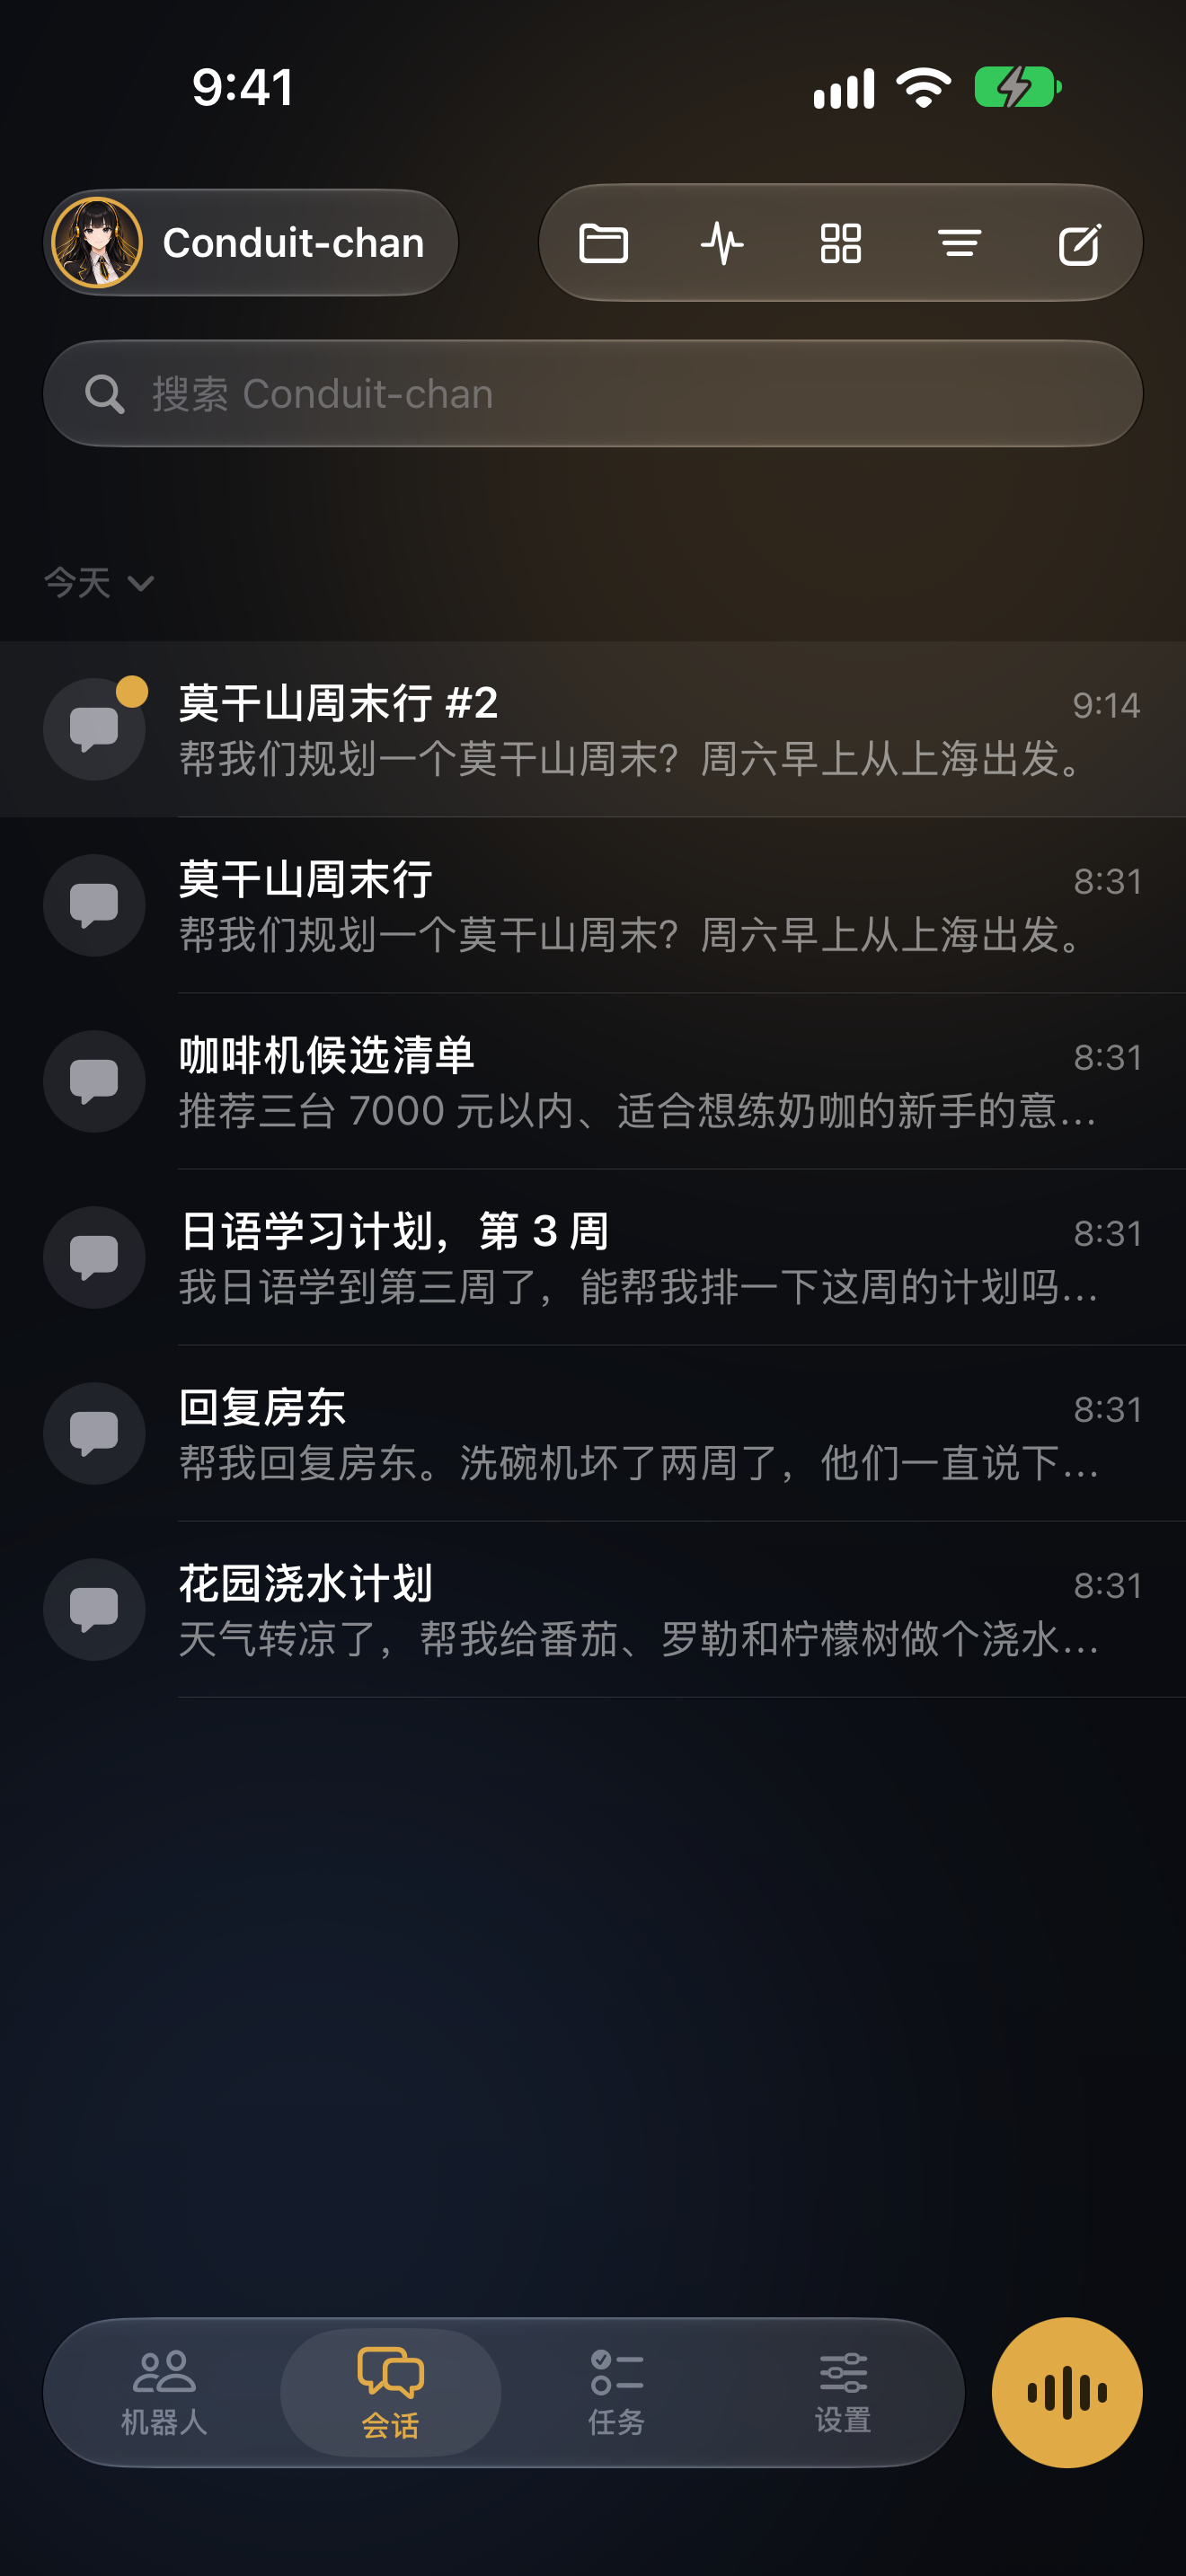 9:41
Conduit-chan
搜索 Conduit-chan
今天
莫干山周末行 #2
9:14
帮我们规划一个莫干山周末？周六早上从上海出发。
莫干山周末行
8:31
帮我们规划一个莫干山周末？周六早上从上海出发。
咖啡机候选清单
8:31
推荐三台 7000 元以内、适合想练奶咖的新手的意...
日语学习计划，第 3 周
8:31
我日语学到第三周了，能帮我排一下这周的计划吗...
回复房东
8:31
帮我回复房东。洗碗机坏了两周了，他们一直说下...
花园浇水计划
8:31
天气转凉了，帮我给番茄、罗勒和柠檬树做个浇水...
机器人
会话
任务
设置